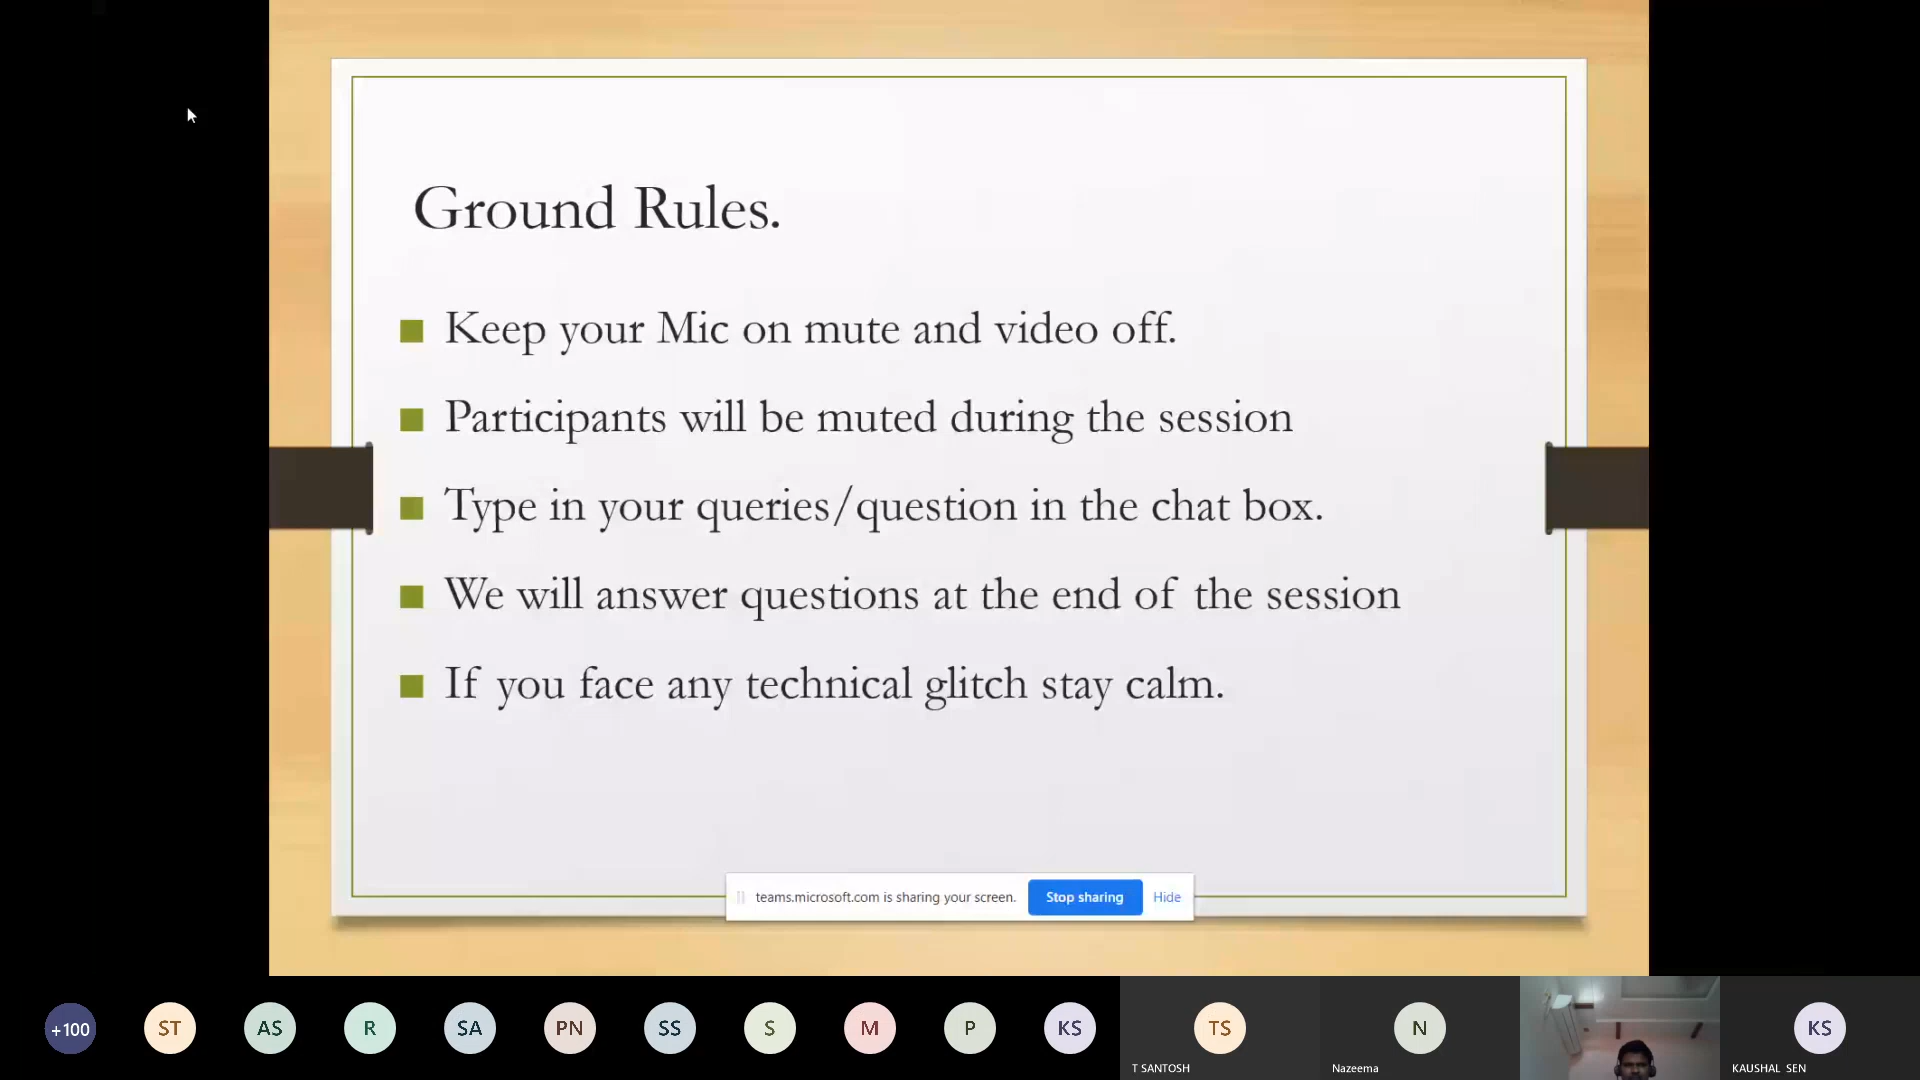 Ground Rules.
Keep your Mic on mute and video off.
Participants will be muted during the session
Type in your queries/question in the chat box.
We will answer questions at the end of the session
If you face any technical glitch stay calm.
teams.microsoft.com is sharing your screen. Stop sharing Hide
+100 ST AS R SA PN SS S M P KS TS N KS
T SANTOSH Nazeema KAUSHAL SEN